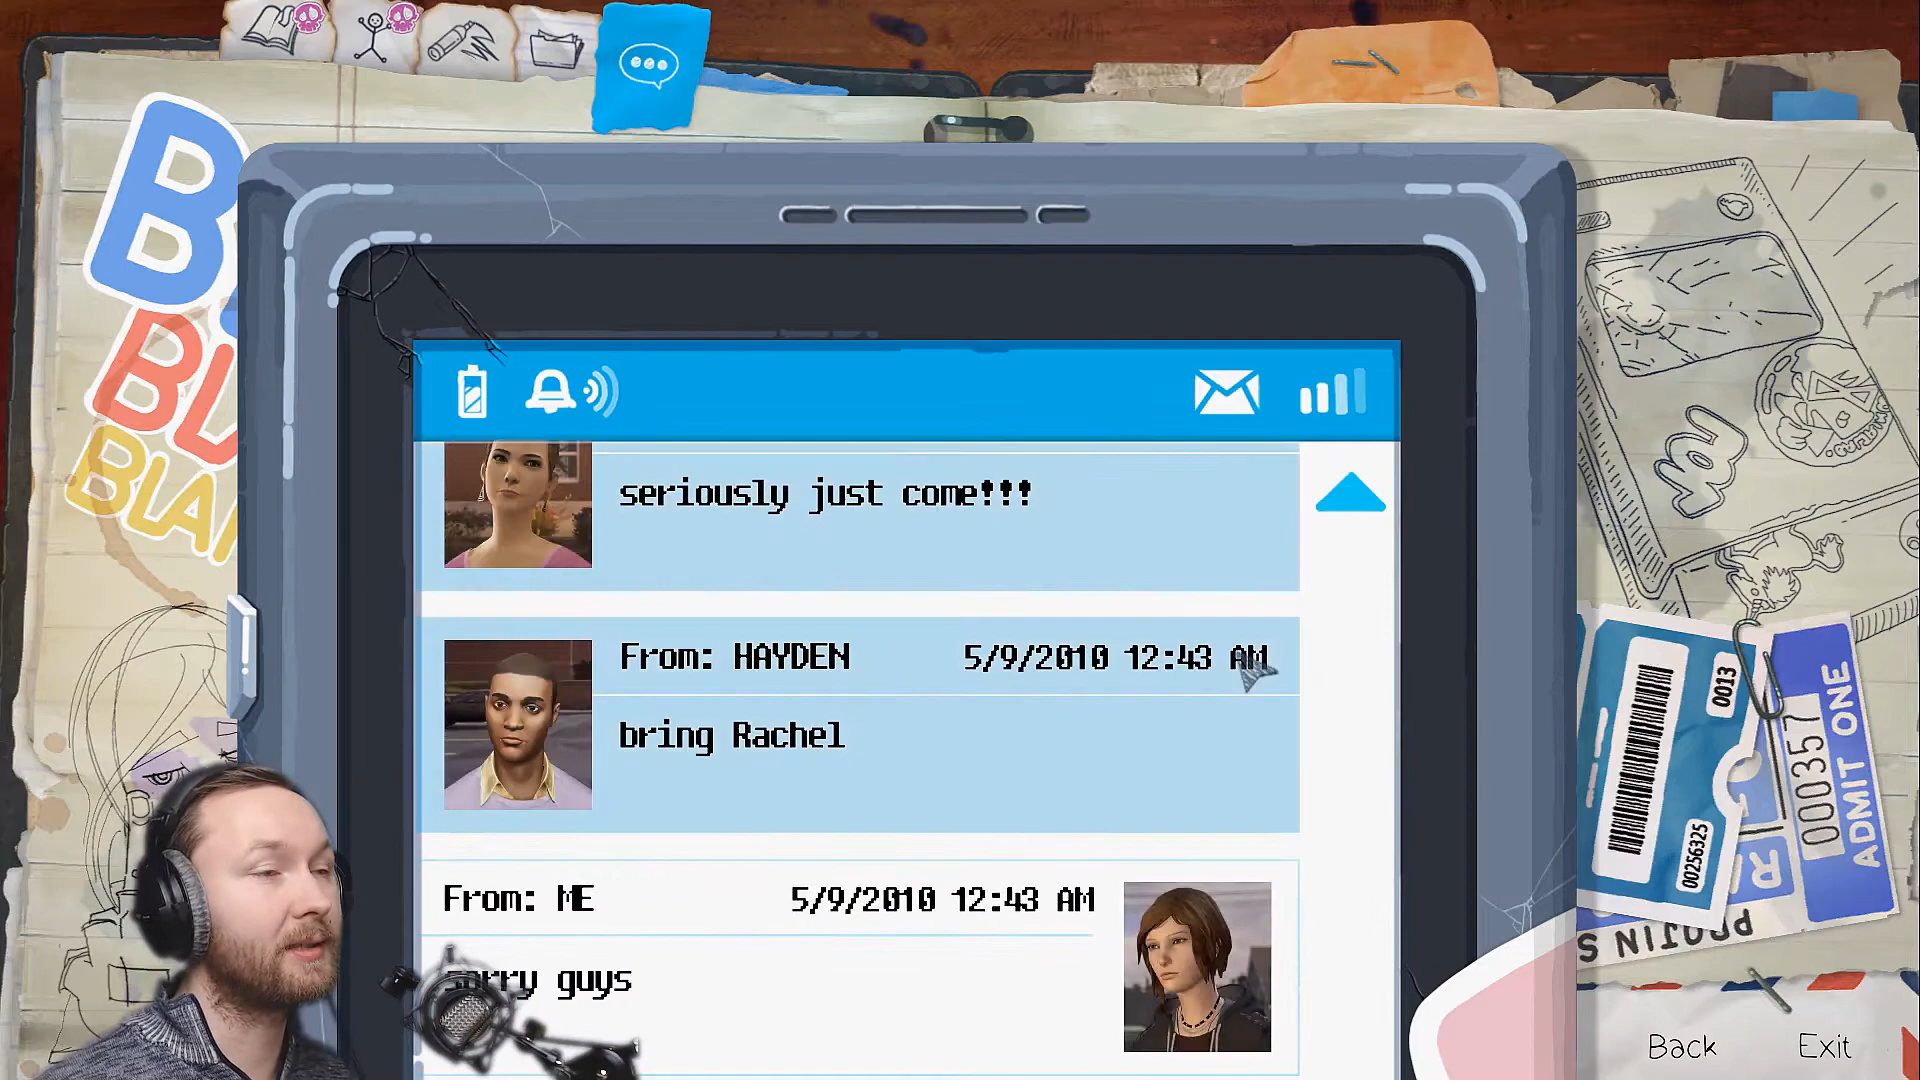 seriously just come!!!
From: HAYDEN 5/9/2010 12:43 AM
bring Rachel
From: ME 5/9/2010 12:43 AM
sorry guys
0013
00256325
000357
ADMIT ONE
Back
Exit